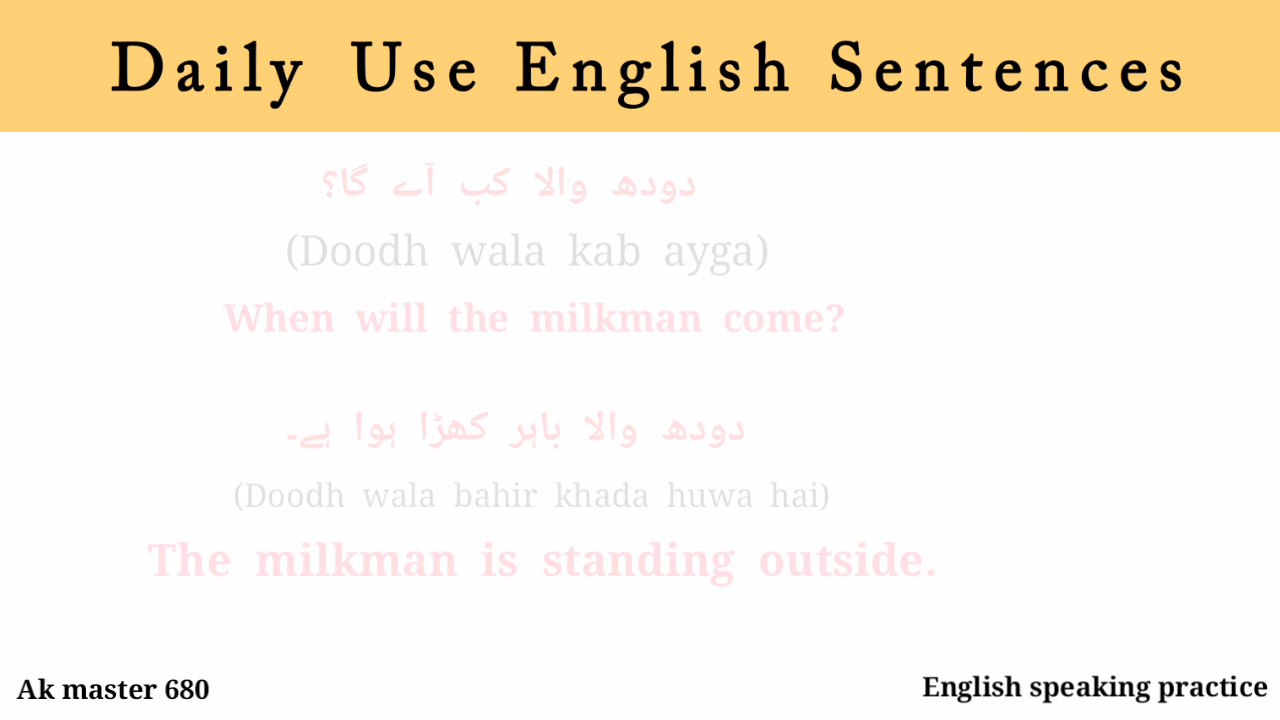 Daily Use English Sentences
دودھ والا کب آے گا؟
(Doodh wala kab ayga)
When will the milkman come?
دودھ والا باہر کھڑا ہوا ہے۔
(Doodh wala bahir khada huwa hai)
The milkman is standing outside.
Ak master 680
English speaking practice